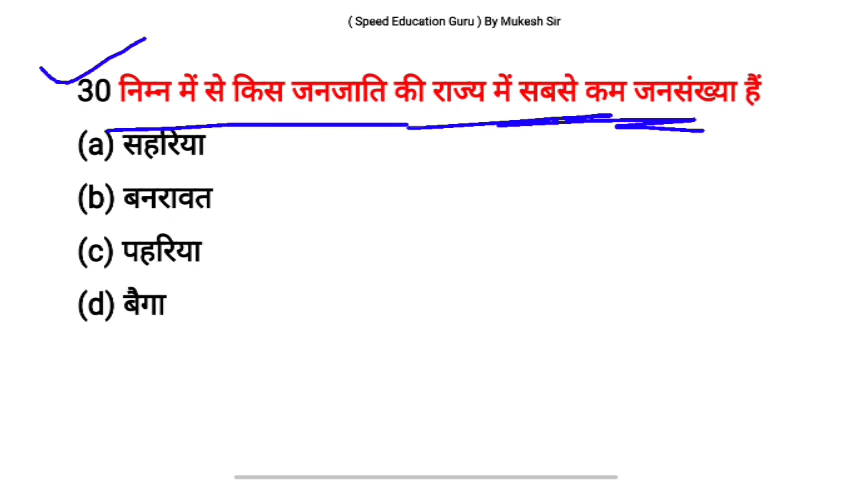 ( Speed Education Guru ) By Mukesh Sir
30 निम्न में से किस जनजाति की राज्य में सबसे कम जनसंख्या हैं
(a) सहरिया
(b) बनरावत
(c) पहरिया
(d) बैगा